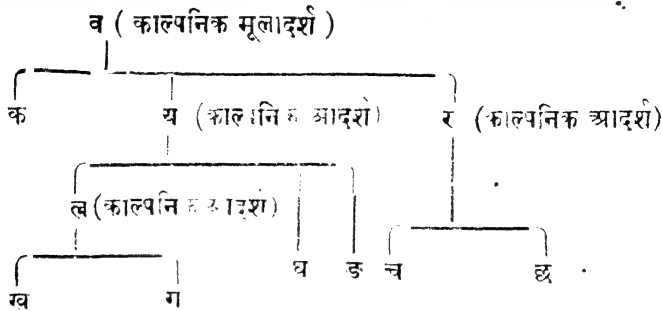 व ( काल्पनिक मूलादर्श )
क य (काल्पनिक आदर्श) र (काल्पनिक आदर्श)
ल (काल्पनिक आदर्श)
घ ङ च छ
ख ग